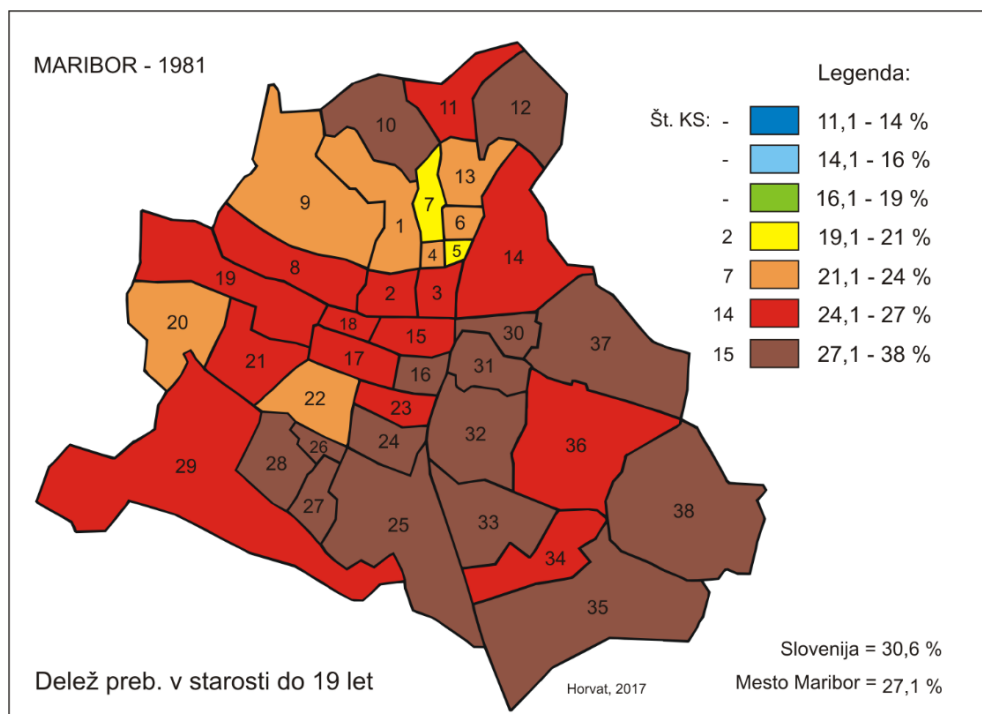 MARIBOR - 1981
Legenda:
Št. KS: - 11,1 - 14 %
- 14,1 - 16 %
- 16,1 - 19 %
2 19,1 - 21 %
7 21,1 - 24 %
14 24,1 - 27 %
15 27,1 - 38 %
11
12
10
13
9
7
1
6
4
5
14
8
19
2
3
20
18
15
30
37
21
17
16
31
22
23
32
36
24
26
28
29
27
25
33
38
34
35
Slovenija = 30,6 %
Mesto Maribor = 27,1 %
Delež preb. v starosti do 19 let
Horvat, 2017